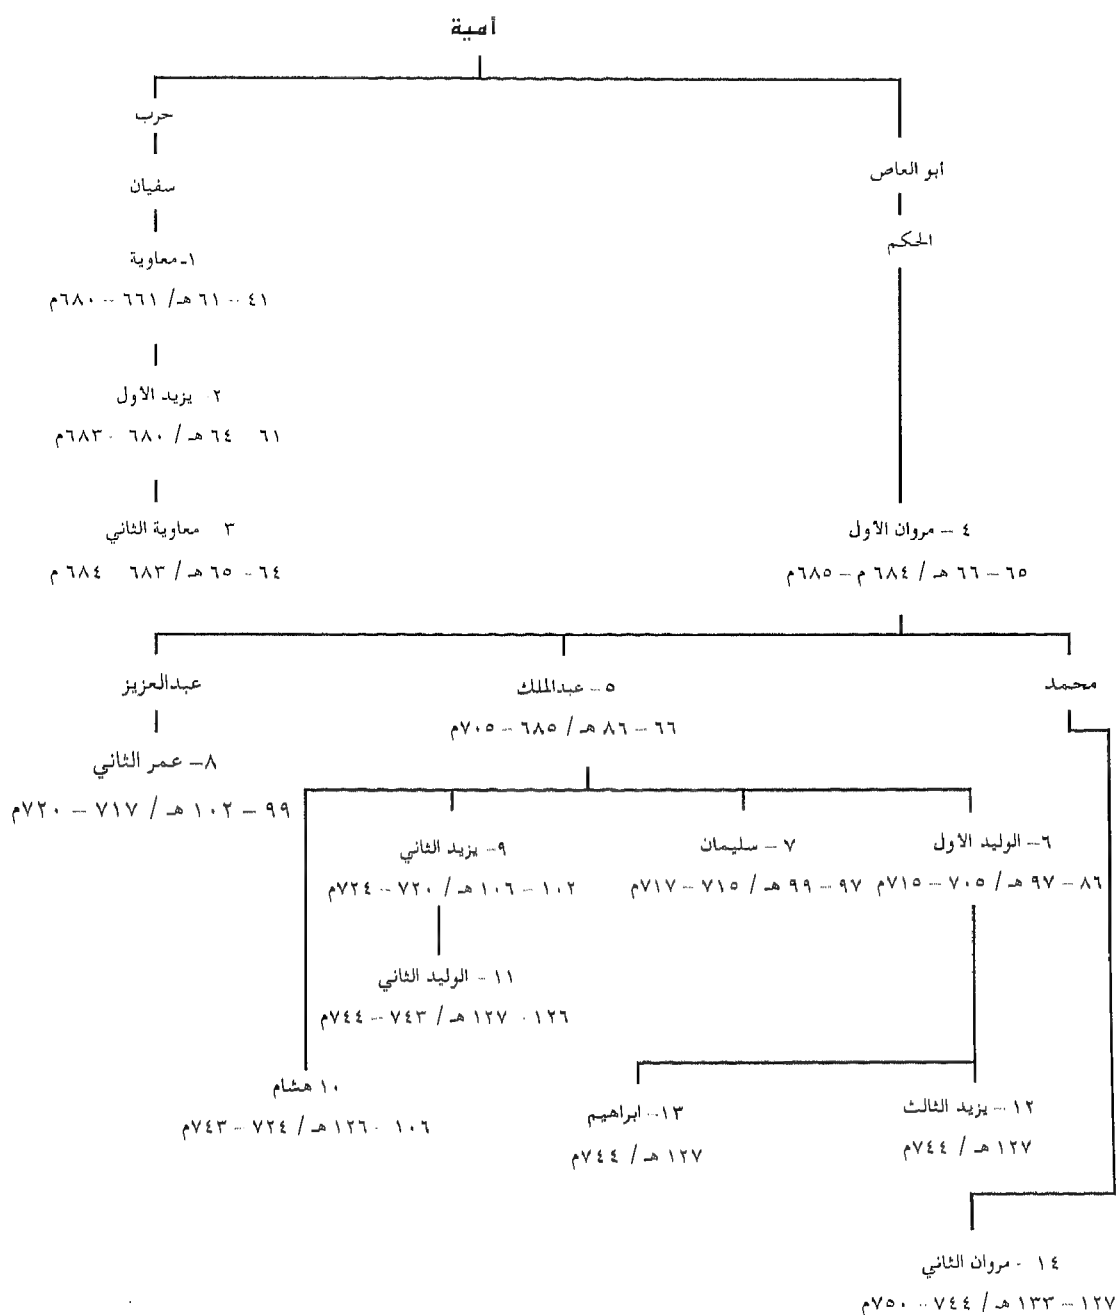 أمية
حرب
أبو العاص
سفيان
الحكم
١ـ معاوية
٤١ – ٦١ هـ / ٦٦١ – ٦٨٠م
٢ يزيد الأول
٦١ ٦٤ هـ / ٦٨٠ - ٦٨٣م
٣ معاوية الثاني
٦٤ - ٦٥ هـ / ٦٨٣ ٦٨٤ م
٤ – مروان الأول
٦٥ – ٦٦ هـ / ٦٨٤ م – ٦٨٥م
محمد
٥ – عبدالملك
٦٦ – ٨٦ هـ / ٦٨٥ – ٧٠٥م
عبدالعزيز
٨– عمر الثاني
٩٩ – ١٠٢ هـ / ٧١٧ – ٧٢٠م
٦– الوليد الأول
٨٦ – ٩٧ هـ / ٧٠٥ – ٧١٥م
٧ – سليمان
٩٧ – ٩٩ هـ / ٧١٥ – ٧١٧م
٩– يزيد الثاني
١٠٢ – ١٠٦ هـ / ٧٢٠ – ٧٢٤م
١١ – الوليد الثاني
١٢٦ - ١٢٧ هـ / ٧٤٣ – ٧٤٤م
١٠ هشام
١٠٦ - ١٢٦ هـ / ٧٢٤ – ٧٤٣م
١٢ – يزيد الثالث
١٢٧ هـ / ٧٤٤م
١٣– ابراهيم
١٢٧ هـ / ٧٤٤م
١٤ - مروان الثاني
١٢٧ – ١٣٣ هـ / ٧٤٤ – ٧٥٠م